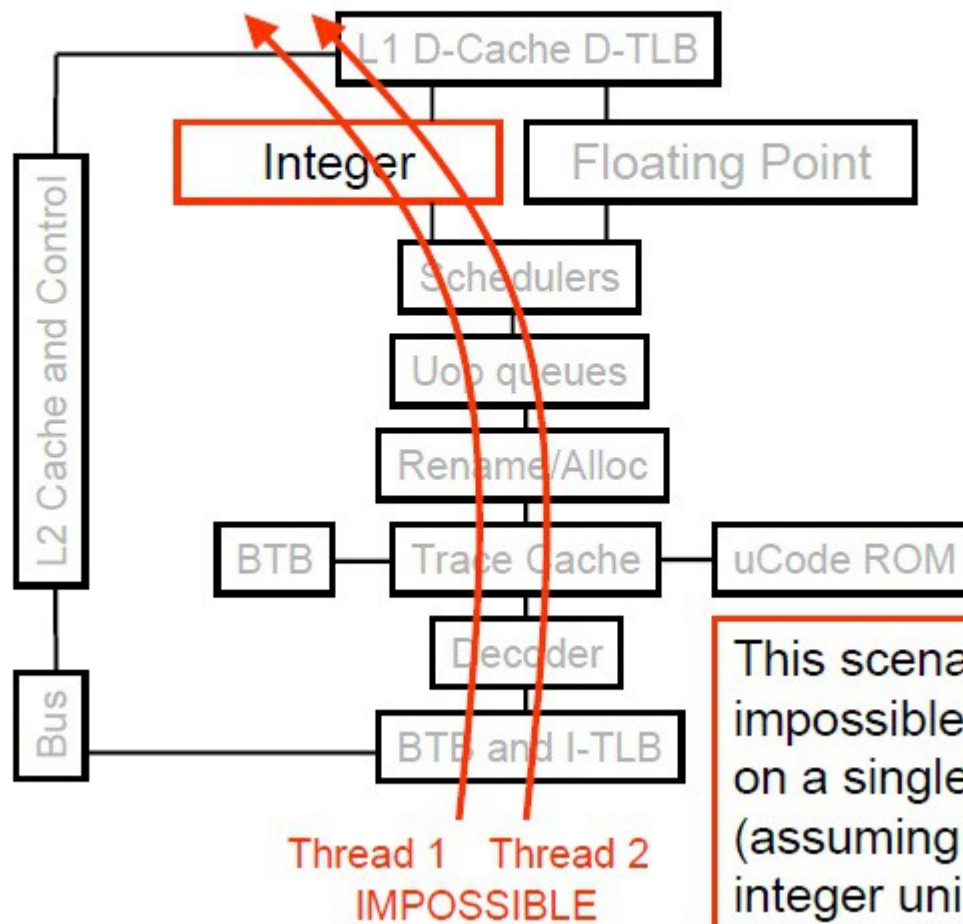 L1 D-Cache D-TLB
Integer
Floating Point
Schedulers
L2 Cache and Control
Uop queues
Rename/Alloc
BTB
Trace Cache
uCode ROM
Decoder
Bus
BTB and I-TLB
Thread 1 Thread 2
IMPOSSIBLE
This scena
impossible
on a single
(assuming
integer uni